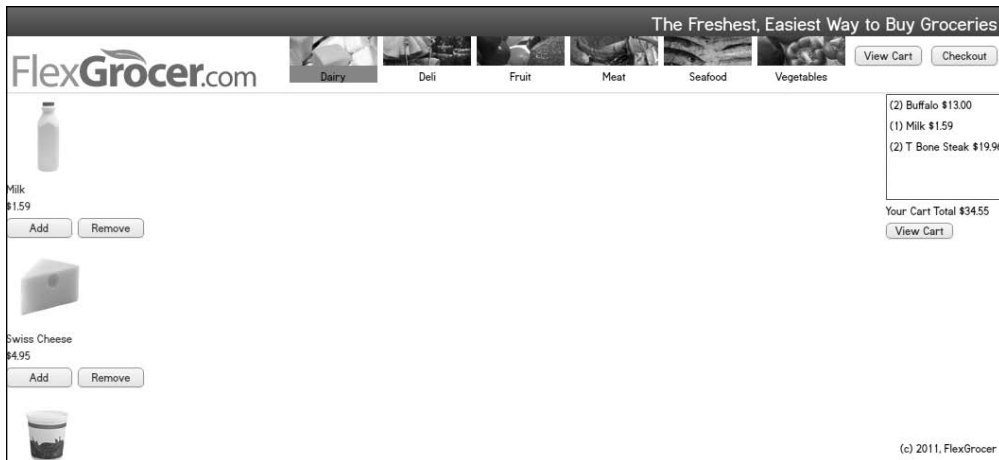 The Freshest, Easiest Way to Buy Groceries
FlexGrocer.com
Dairy
Deli
Fruit
Meat
Seafood
Vegetables
View Cart
Checkout
(2) Buffalo $13.00
(1) Milk $1.59
(2) T Bone Steak $19.96
Your Cart Total $34.55
View Cart
Milk
$1.59
Add
Remove
Swiss Cheese
$4.95
Add
Remove
(c) 2011, FlexGrocer